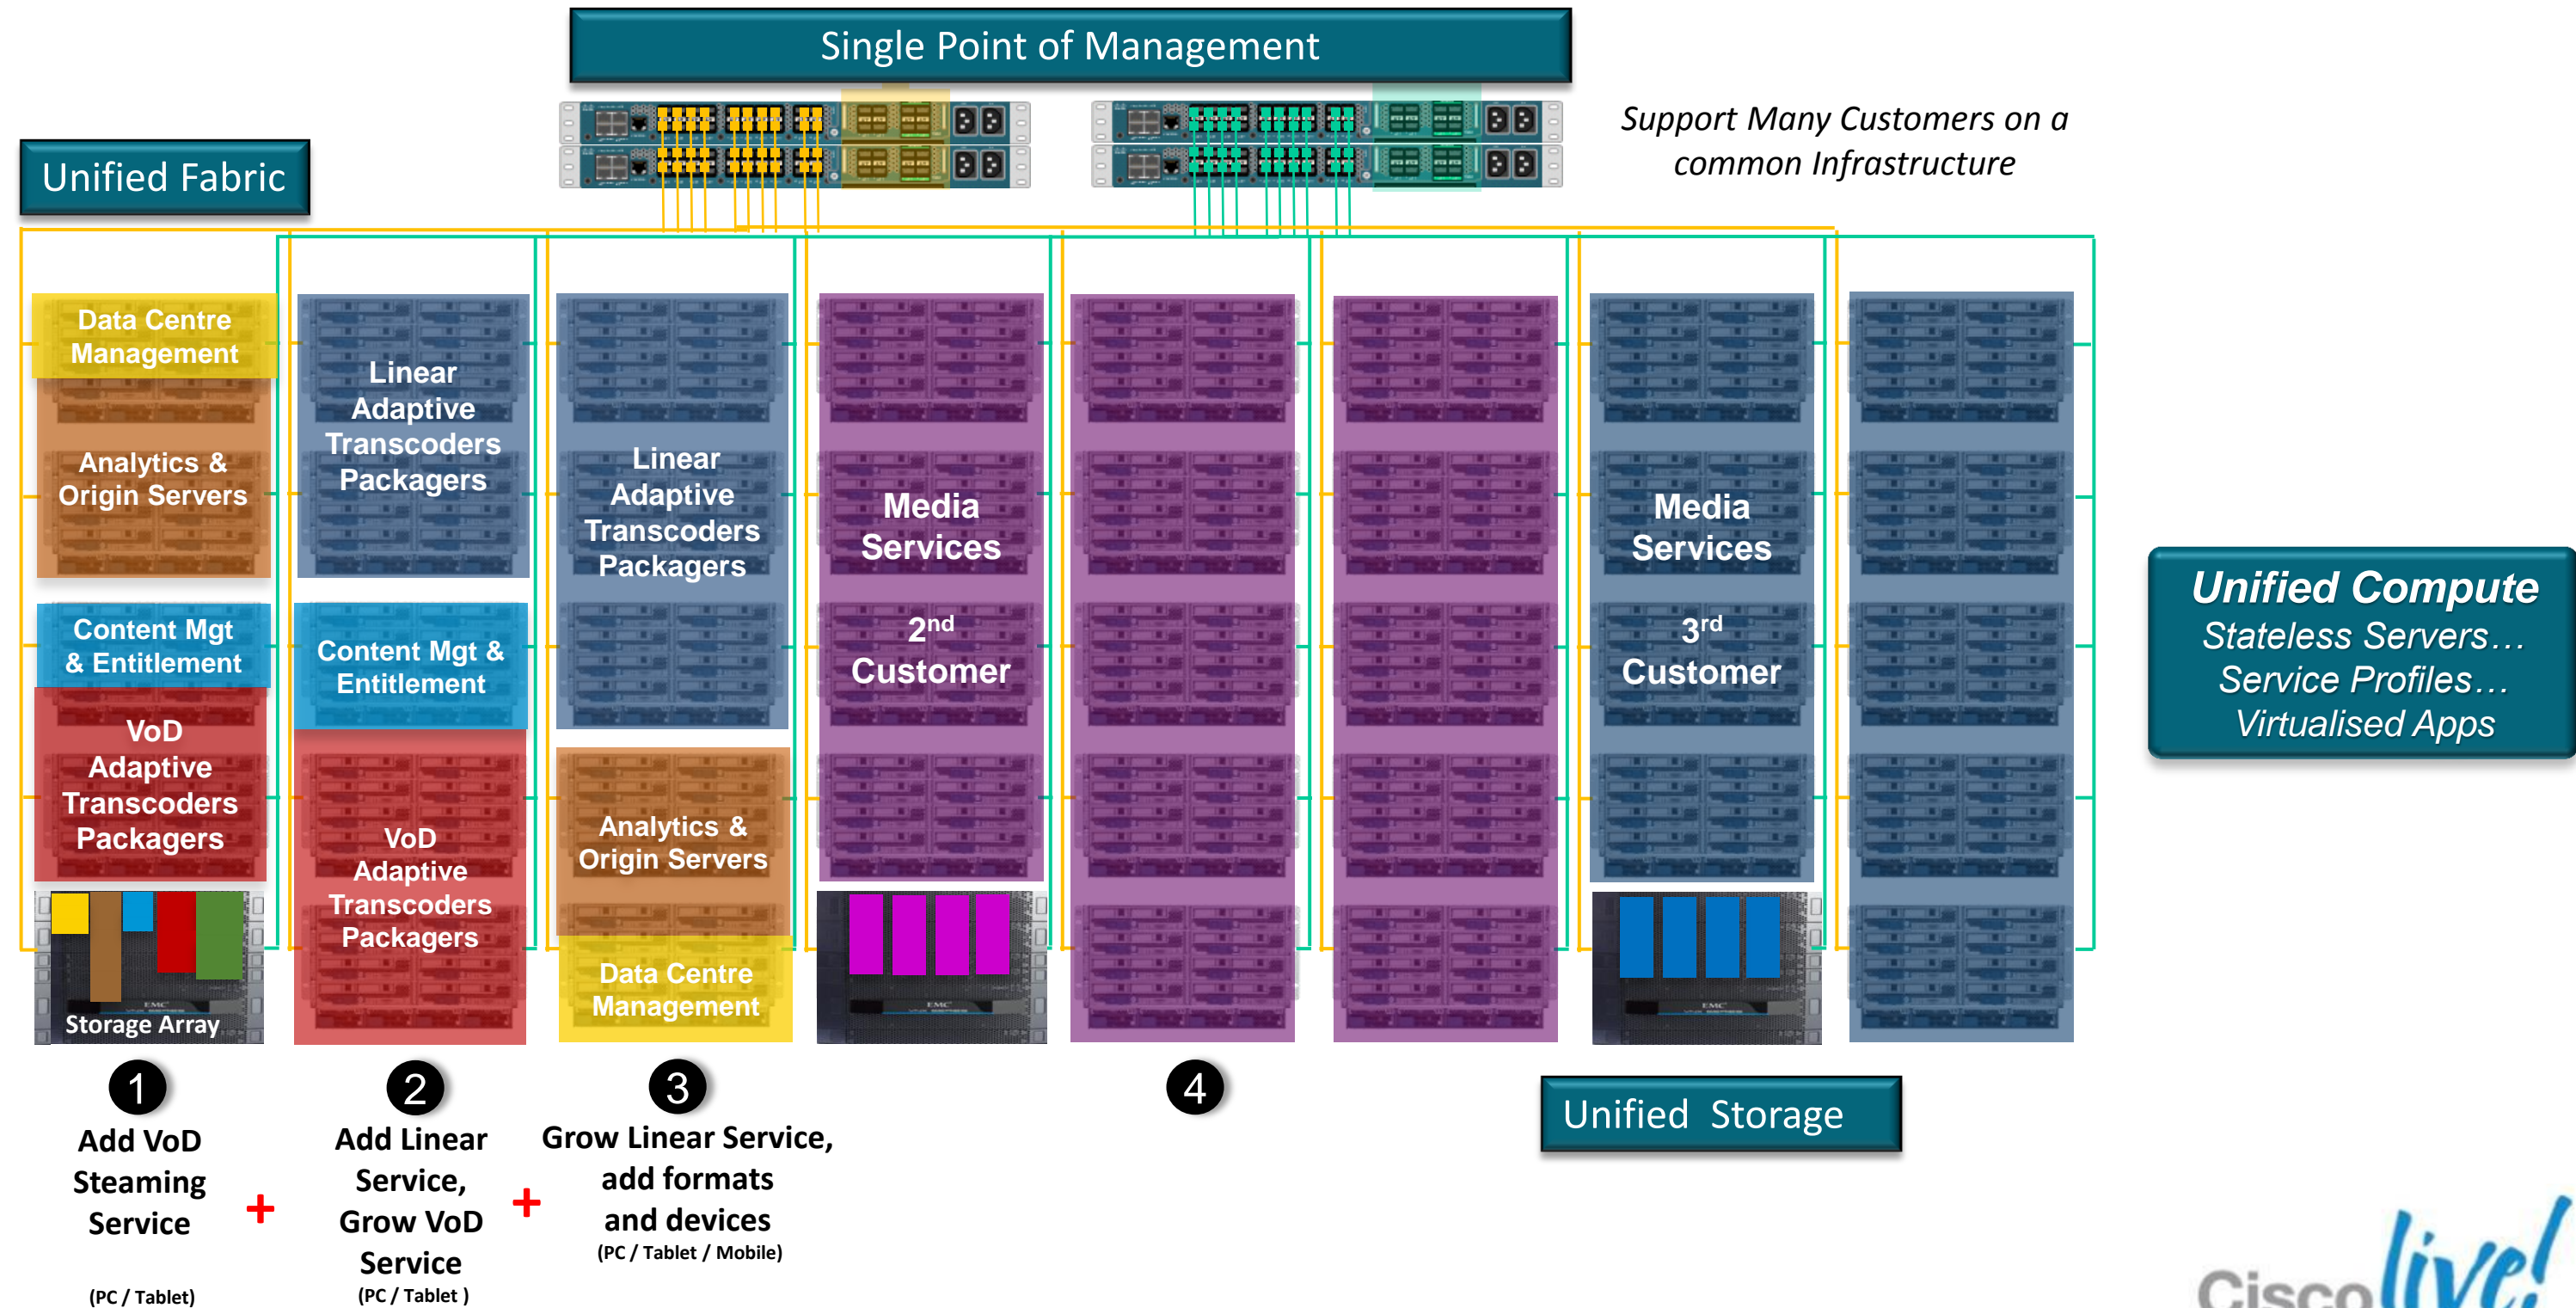 Single Point of Management
Support Many Customers on a
common Infrastructure
Unified Fabric
Data Centre
Management
Analytics &
Origin Servers
Content Mgt
& Entitlement
VoD
Adaptive
Transcoders
Packagers
EMC
Storage Array
Linear
Adaptive
Transcoders
Packagers
Content Mgt &
Entitlement
VoD
Adaptive
Transcoders
Packagers
Linear
Adaptive
Transcoders
Packagers
Analytics &
Origin Servers
Data Centre
Management
Media
Services
2nd
Customer
EMC
Media
Services
3rd
Customer
EMC
Unified Compute
Stateless Servers...
Service Profiles...
Virtualised Apps
1
Add VoD
Steaming
Service
(PC / Tablet)
+
2
Add Linear
Service,
Grow VoD
Service
(PC / Tablet )
+
3
Grow Linear Service,
add formats
and devices
(PC / Tablet / Mobile)
4
Unified  Storage
Cisco live!